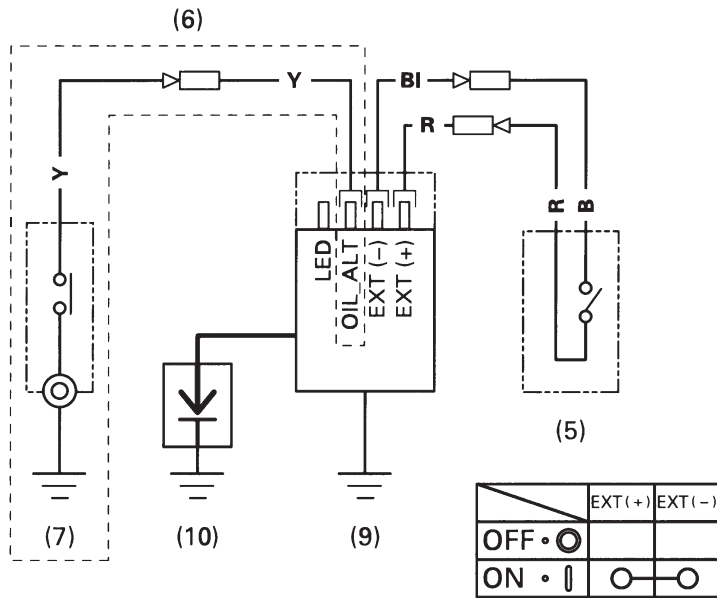 (6)
Y
Bl
R
Y
R
B
LED
OIL_ALT
EXT (-)
EXT (+)
(5)
(7)
(10)
(9)
EXT(+) EXT(-)
OFF
ON